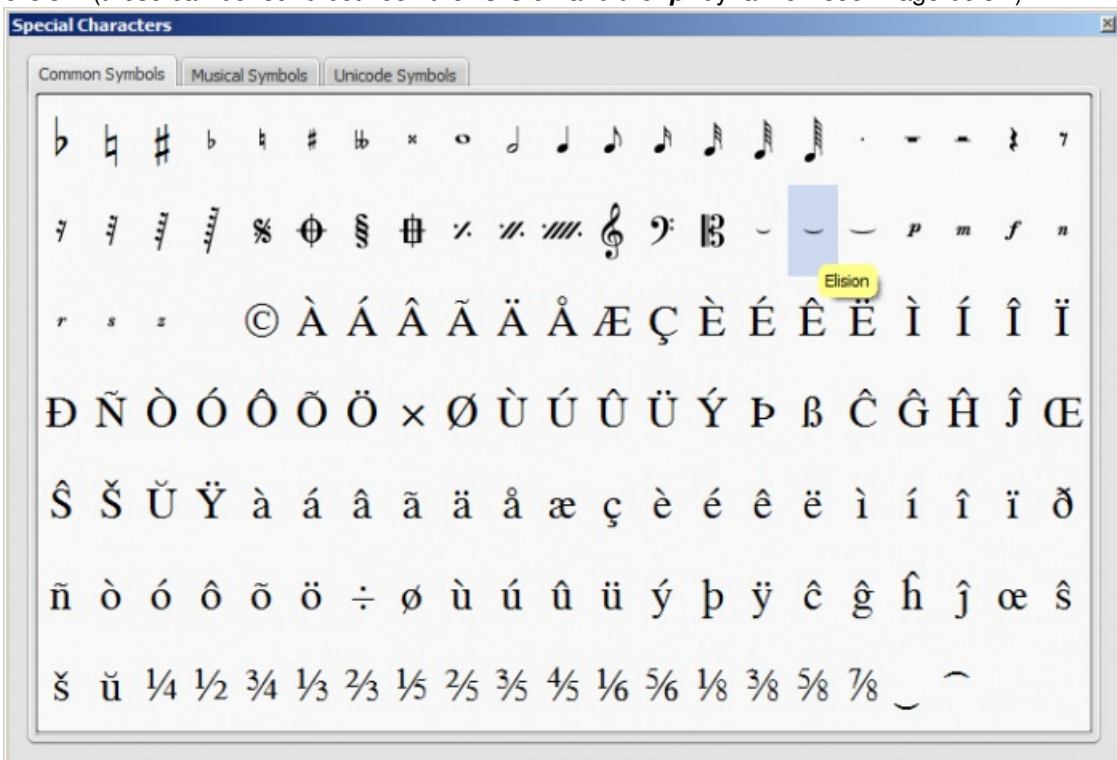 Special Characters
Common Symbols Musical Symbols Unicode Symbols
♭ ♮ ♯ ♭ ♮ ♯
p m f n
Elision
r s z © À Á Â Ã Ä Å Æ Ç È É Ê Ë Ì Í Î Ï
Ð Ñ Ò Ó Ô Õ Ö × Ø Ù Ú Û Ü Ý Þ ß Ĉ Ĝ Ĥ Ĵ Œ
Ŝ Š Ŭ Ÿ à á â ã ä å æ ç è é ê ë ì í î ï ð
ñ ò ó ô õ ö ÷ ø ù ú û ü ý þ ÿ ĉ ĝ ĥ ĵ œ ŝ
š ŭ ¼ ½ ¾ ⅓ ⅔ ⅕ ⅖ ⅗ ⅘ ⅙ ⅚ ⅛ ⅜ ⅝ ⅞ ‿ ⁀